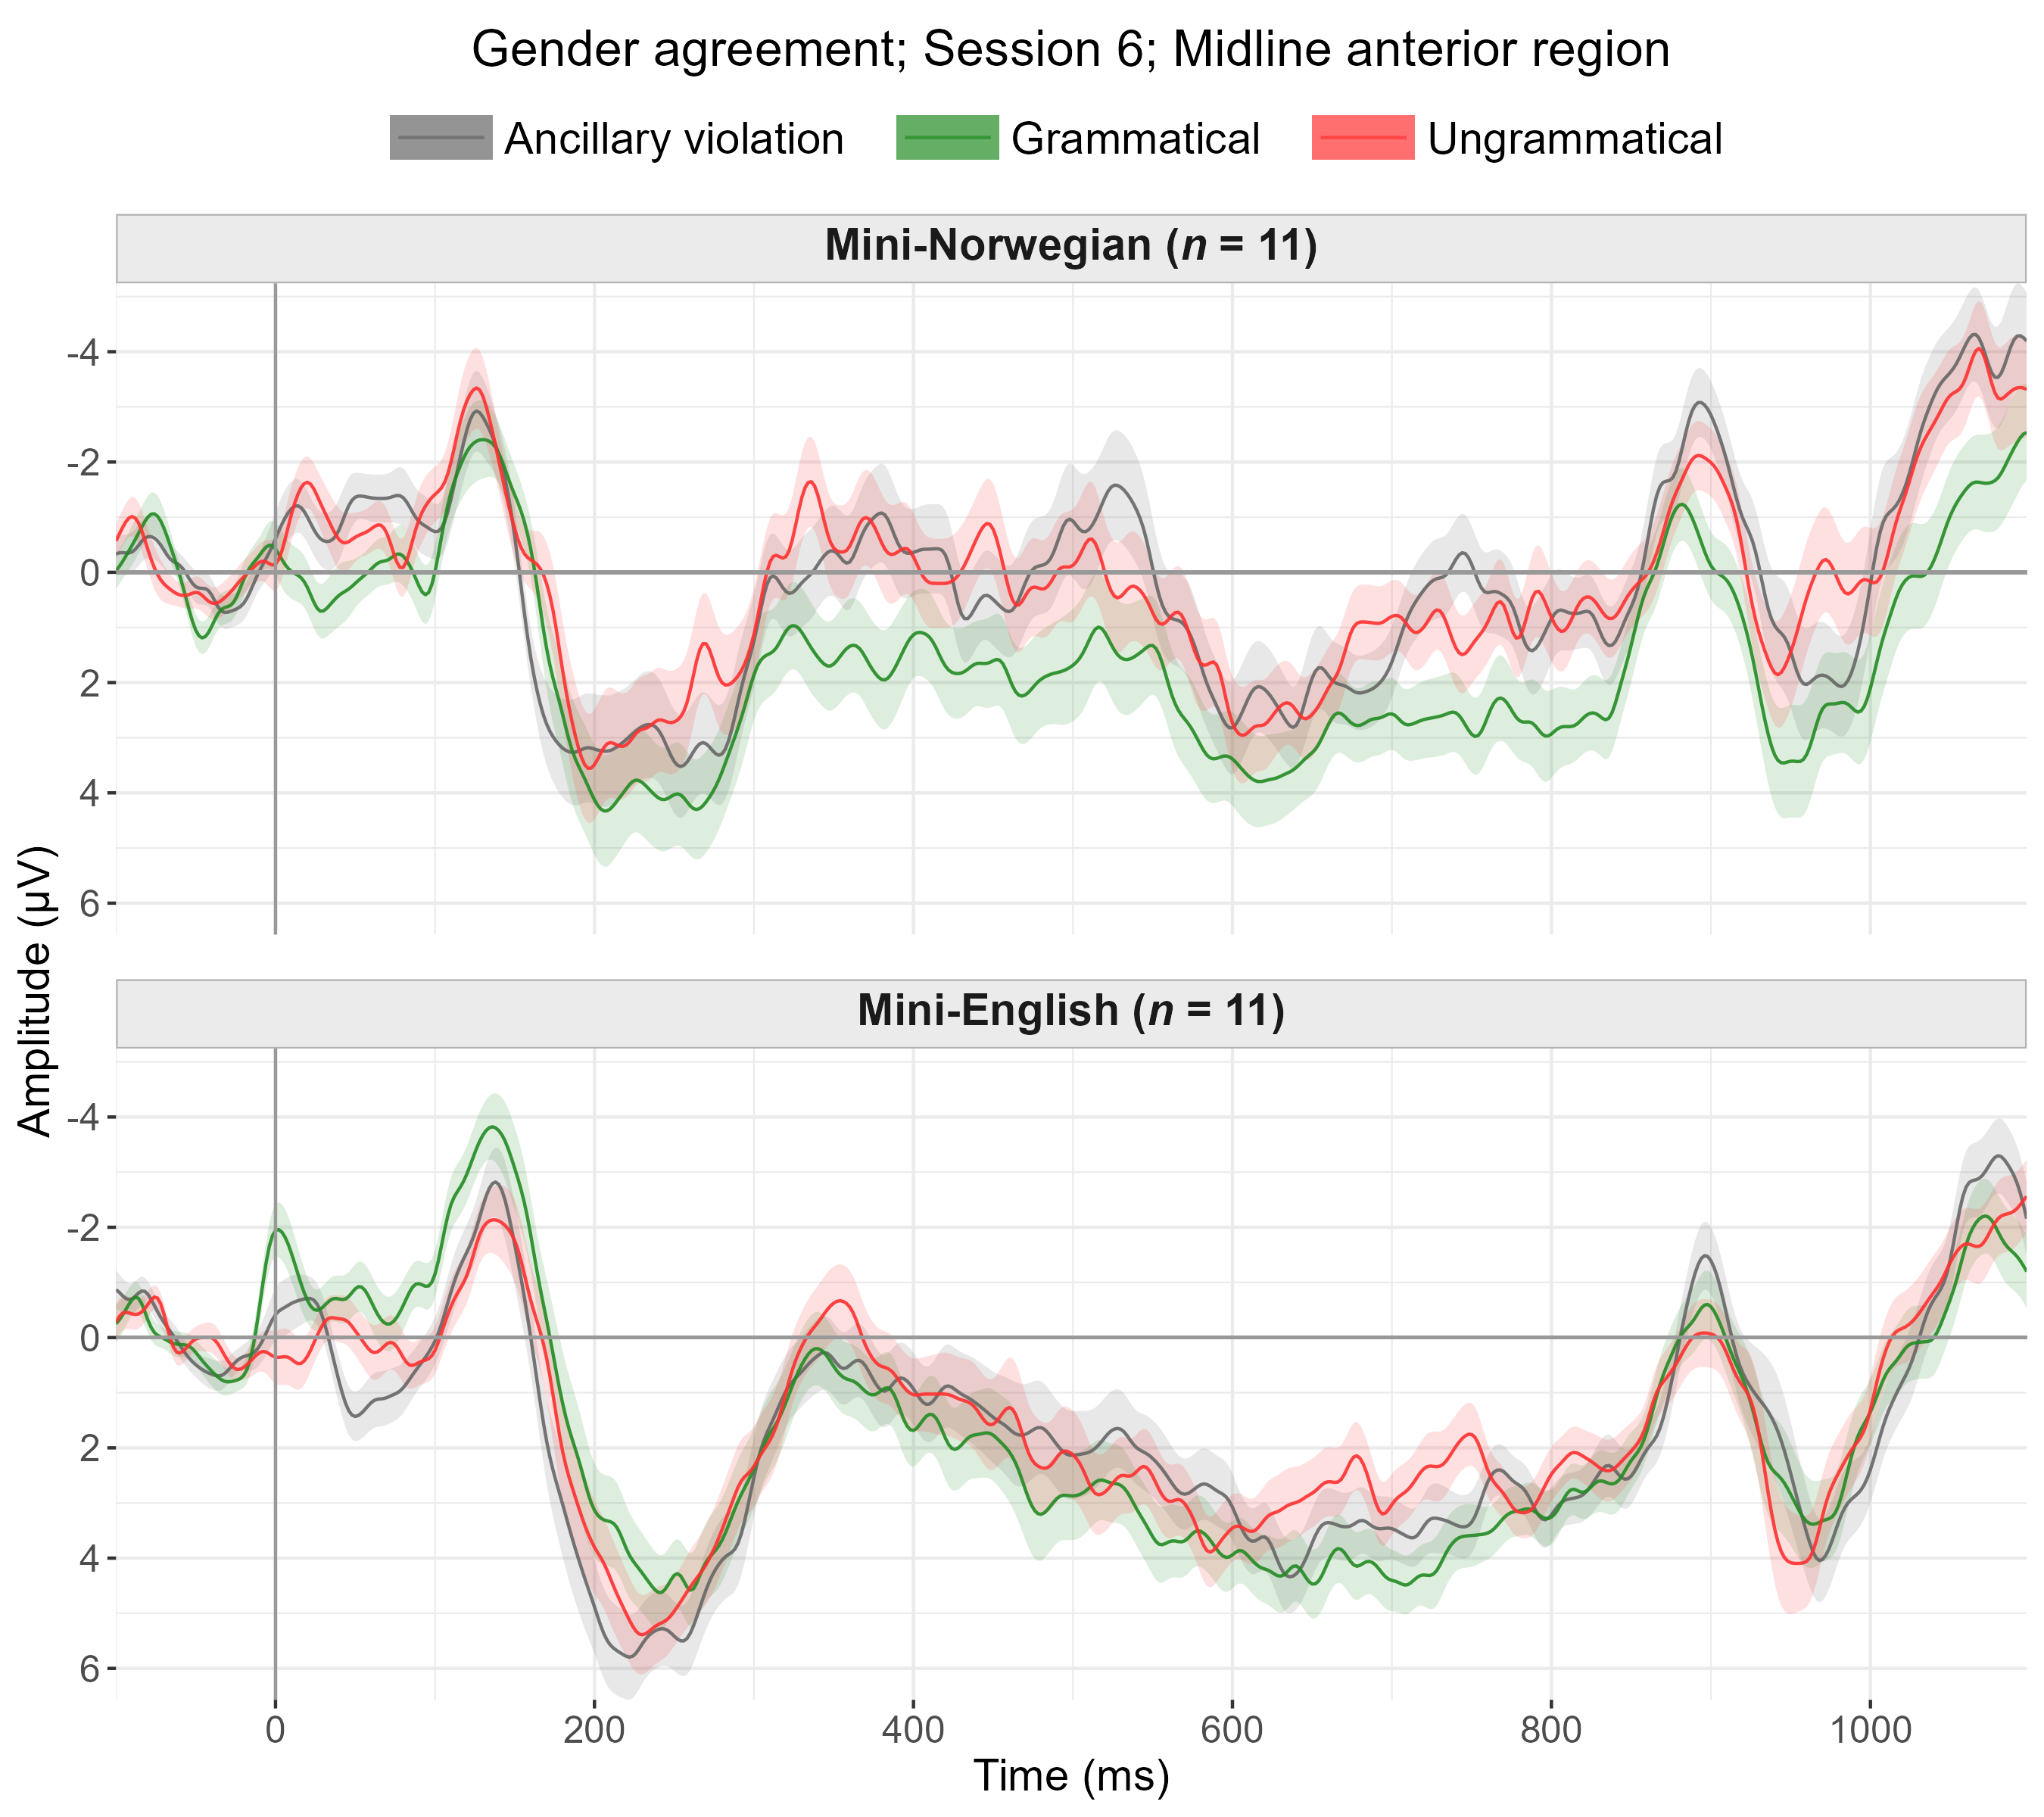 Gender agreement; Session 6; Midline anterior region
Ancillary violation Grammatical Ungrammatical
Mini-Norwegian (n = 11)
-4
-2
0
2
4
6
Amplitude (µV)
Mini-English (n = 11)
-4
-2
0
2
4
6
0 200 400 600 800 1000
Time (ms)